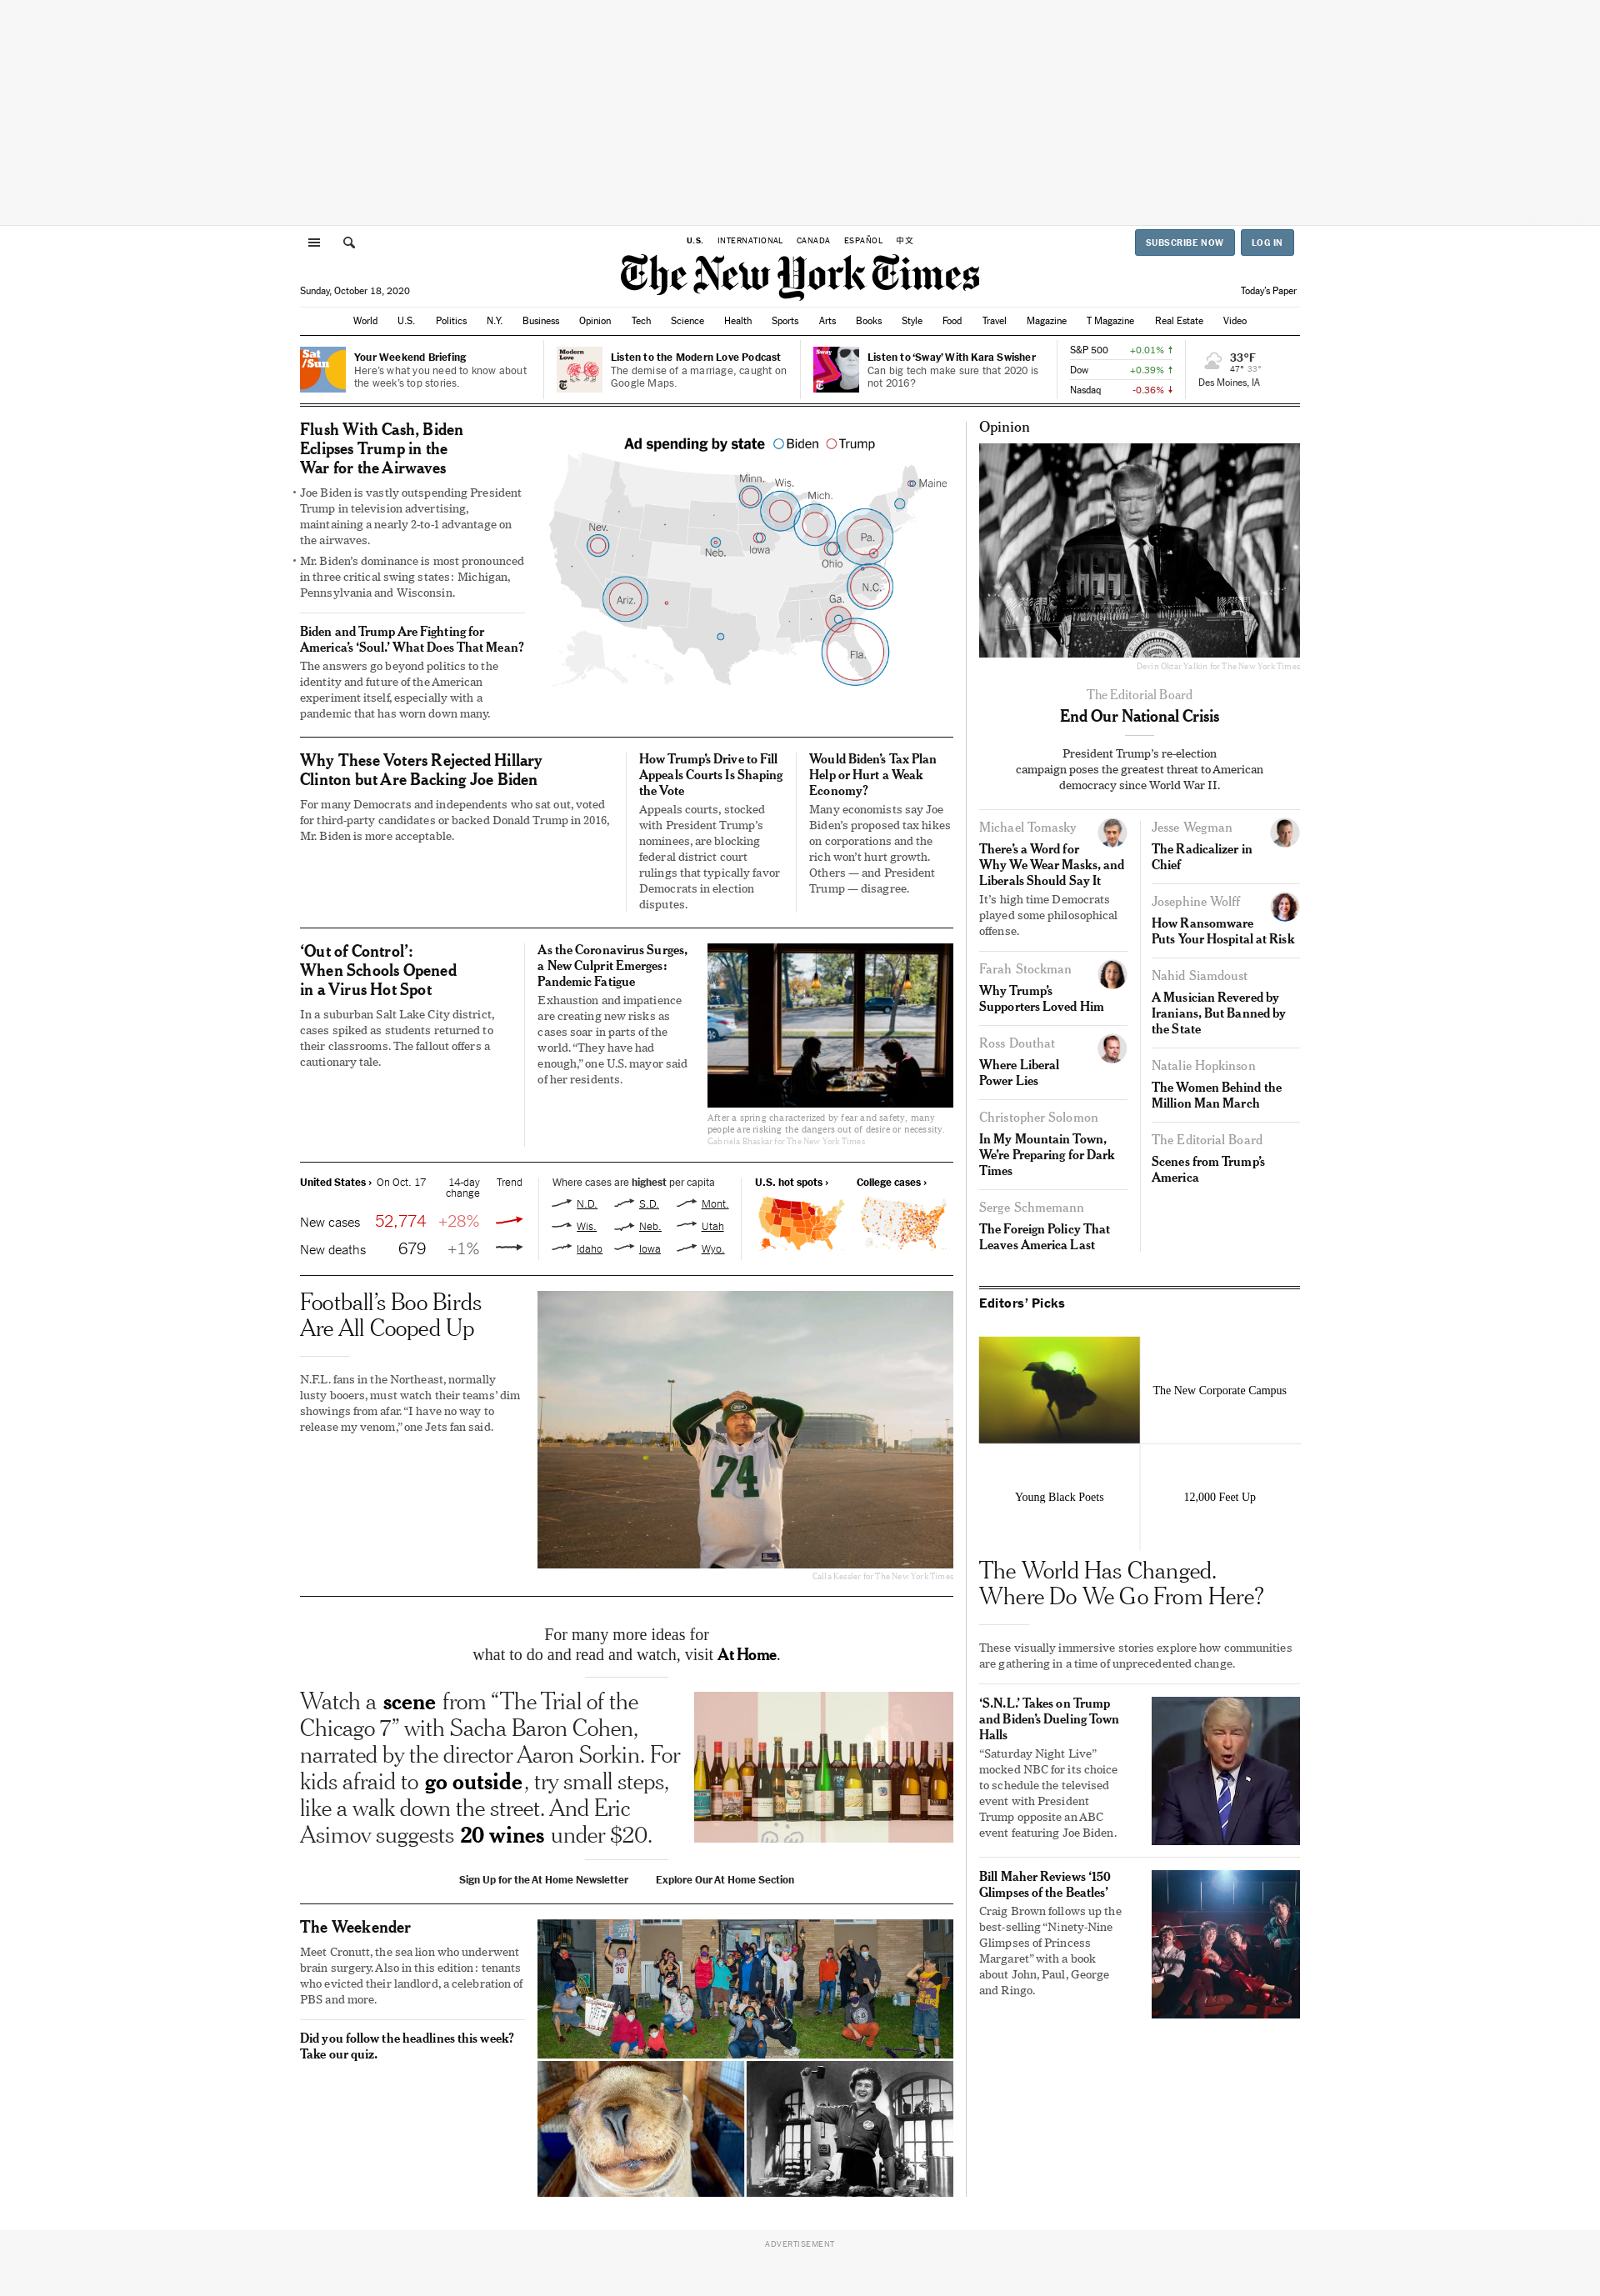 U.S. INTERNATIONAL CANADA ESPAÑOL 中文
SUBSCRIBE NOW LOG IN
The New York Times
Sunday, October 18, 2020
Today's Paper
World U.S. Politics N.Y. Business Opinion Tech Science Health Sports Arts Books Style Food Travel Magazine T Magazine Real Estate Video
Sat/
/Sun
Your Weekend Briefing
Here's what you need to know about
the week's top stories.
Modern
Love
Listen to the Modern Love Podcast
The demise of a marriage, caught on
Google Maps.
Sway
Listen to ‘Sway’ With Kara Swisher
Can big tech make sure that 2020 is
not 2016?
S&P 500 +0.01% ↑
Dow +0.39% ↑
Nasdaq -0.36% ↓
33°F
47° 33°
Des Moines, IA
Flush With Cash, Biden
Eclipses Trump in the
War for the Airwaves
• Joe Biden is vastly outspending President
Trump in television advertising,
maintaining a nearly 2-to-1 advantage on
the airwaves.
• Mr. Biden’s dominance is most pronounced
in three critical swing states: Michigan,
Pennsylvania and Wisconsin.
Biden and Trump Are Fighting for
America’s ‘Soul.’ What Does That Mean?
The answers go beyond politics to the
identity and future of the American
experiment itself, especially with a
pandemic that has worn down many.
Ad spending by state Biden Trump
Minn.
Wis.
Mich.
Maine
Nev.
Neb.
Iowa
Ohio
Pa.
N.C.
Ariz.
Ga.
Fla.
Why These Voters Rejected Hillary
Clinton but Are Backing Joe Biden
For many Democrats and independents who sat out, voted
for third-party candidates or backed Donald Trump in 2016,
Mr. Biden is more acceptable.
How Trump’s Drive to Fill
Appeals Courts Is Shaping
the Vote
Appeals courts, stocked
with President Trump’s
nominees, are blocking
federal district court
rulings that typically favor
Democrats in election
disputes.
Would Biden’s Tax Plan
Help or Hurt a Weak
Economy?
Many economists say Joe
Biden’s proposed tax hikes
on corporations and the
rich won’t hurt growth.
Others — and President
Trump — disagree.
‘Out of Control’:
When Schools Opened
in a Virus Hot Spot
In a suburban Salt Lake City district,
cases spiked as students returned to
their classrooms. The fallout offers a
cautionary tale.
As the Coronavirus Surges,
a New Culprit Emerges:
Pandemic Fatigue
Exhaustion and impatience
are creating new risks as
cases soar in parts of the
world. “They have had
enough,” one U.S. mayor said
of her residents.
After a spring characterized by fear and safety, many
people are risking the dangers out of desire or necessity.
Gabriela Bhaskar for The New York Times
United States › On Oct. 17 14-day
change Trend
New cases 52,774 +28%
New deaths 679 +1%
Where cases are highest per capita
N.D. S.D. Mont.
Wis. Neb. Utah
Idaho Iowa Wyo.
U.S. hot spots ›
College cases ›
Football’s Boo Birds
Are All Cooped Up
N.F.L. fans in the Northeast, normally
lusty booers, must watch their teams’ dim
showings from afar. “I have no way to
release my venom,” one Jets fan said.
74
Calla Kessler for The New York Times
For many more ideas for
what to do and read and watch, visit At Home.
Watch a scene from “The Trial of the
Chicago 7” with Sacha Baron Cohen,
narrated by the director Aaron Sorkin. For
kids afraid to go outside, try small steps,
like a walk down the street. And Eric
Asimov suggests 20 wines under $20.
Sign Up for the At Home Newsletter Explore Our At Home Section
The Weekender
Meet Cronutt, the sea lion who underwent
brain surgery. Also in this edition: tenants
who evicted their landlord, a celebration of
PBS and more.
Did you follow the headlines this week?
Take our quiz.
30
Opinion
Devin Oktar Yalkin for The New York Times
The Editorial Board
End Our National Crisis
President Trump’s re-election
campaign poses the greatest threat to American
democracy since World War II.
Michael Tomasky
There’s a Word for
Why We Wear Masks, and
Liberals Should Say It
It’s high time Democrats
played some philosophical
offense.
Farah Stockman
Why Trump’s
Supporters Loved Him
Ross Douthat
Where Liberal
Power Lies
Christopher Solomon
In My Mountain Town,
We’re Preparing for Dark
Times
Serge Schmemann
The Foreign Policy That
Leaves America Last
Jesse Wegman
The Radicalizer in
Chief
Josephine Wolff
How Ransomware
Puts Your Hospital at Risk
Nahid Siamdoust
A Musician Revered by
Iranians, But Banned by
the State
Natalie Hopkinson
The Women Behind the
Million Man March
The Editorial Board
Scenes from Trump’s
America
Editors’ Picks
The New Corporate Campus
Young Black Poets
12,000 Feet Up
The World Has Changed.
Where Do We Go From Here?
These visually immersive stories explore how communities
are gathering in a time of unprecedented change.
‘S.N.L.’ Takes on Trump
and Biden’s Dueling Town
Halls
“Saturday Night Live”
mocked NBC for its choice
to schedule the televised
event with President
Trump opposite an ABC
event featuring Joe Biden.
Bill Maher Reviews ‘150
Glimpses of the Beatles’
Craig Brown follows up the
best-selling “Ninety-Nine
Glimpses of Princess
Margaret” with a book
about John, Paul, George
and Ringo.
ADVERTISEMENT